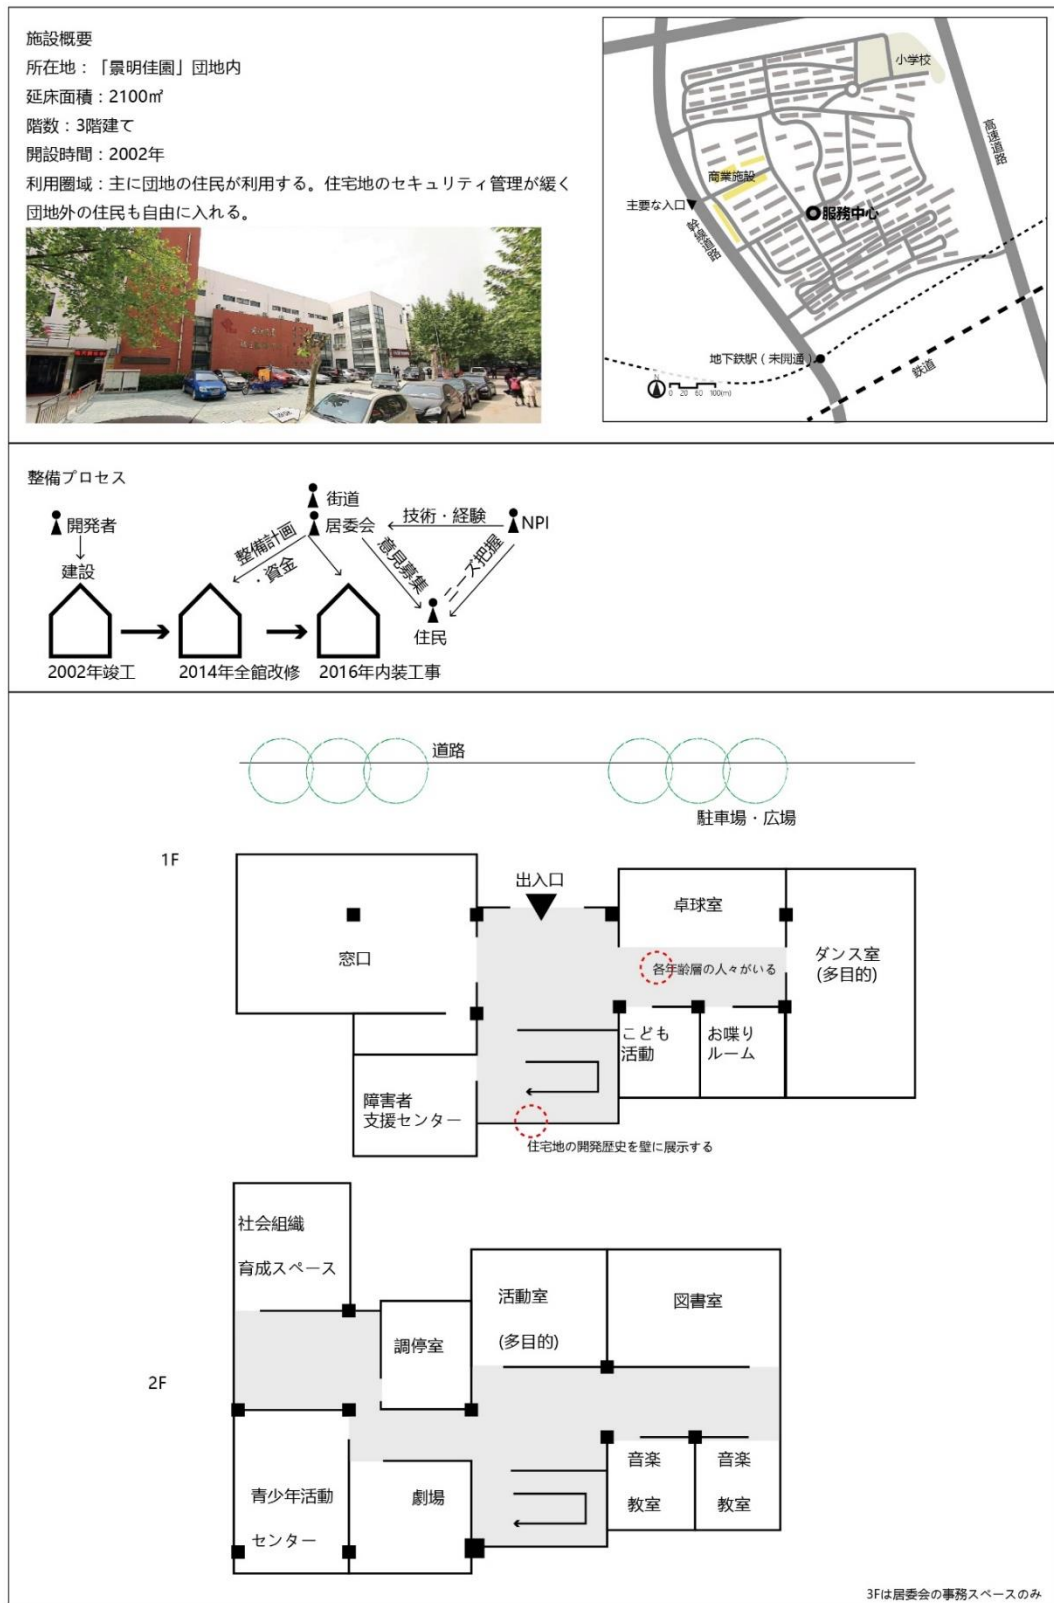 施設概要
所在地：「景明佳園」団地内
延床面積：2100㎡
階数：3階建て
開設時間：2002年
利用圏域：主に団地の住民が利用する。住宅地のセキュリティ管理が緩く
団地外の住民も自由に入れる。
小学校
高速道路
商業施設
主要な入口
服務中心
幹線道路
地下鉄駅（未開通）
鉄道
0 20 60 100(m)
整備プロセス
開発者
建設
街道
居委会
技術・経験
NPI
整備計画
・資金
意見募集
ニーズ把握
住民
2002年竣工
2014年全館改修
2016年内装工事
道路
駐車場・広場
1F
出入口
窓口
卓球室
各年齢層の人々がいる
ダンス室
(多目的)
こども
活動
お喋り
ルーム
障害者
支援センター
住宅地の開発歴史を壁に展示する
2F
社会組織
育成スペース
調停室
活動室
(多目的)
図書室
青少年活動
センター
劇場
音楽
教室
音楽
教室
3Fは居委会の事務スペースのみ